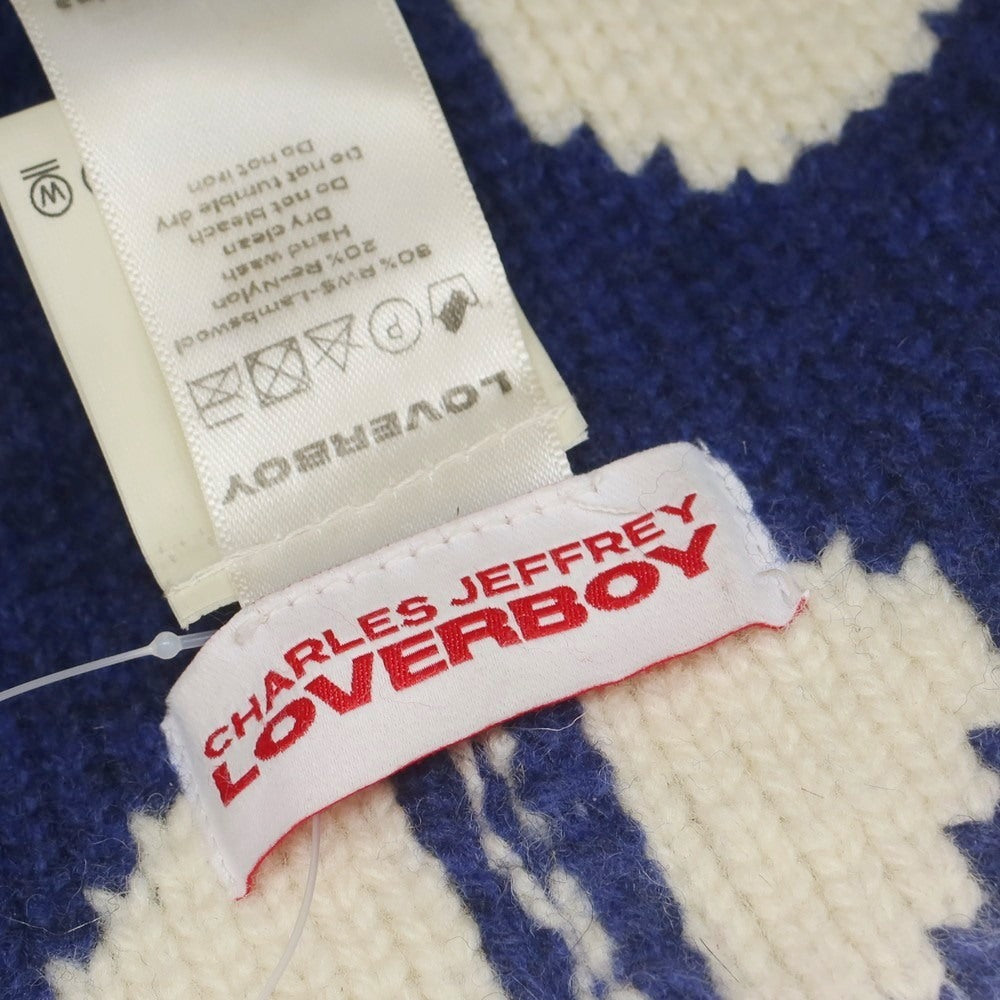 CHARLES JEFFREY
LOVERBOY
LOVERBOY
P
80% RWS-Lambswool
20% Re-Nylon
Hand wash
Dry clean
Do not bleach
Do not tumble dry
Do not iron
W